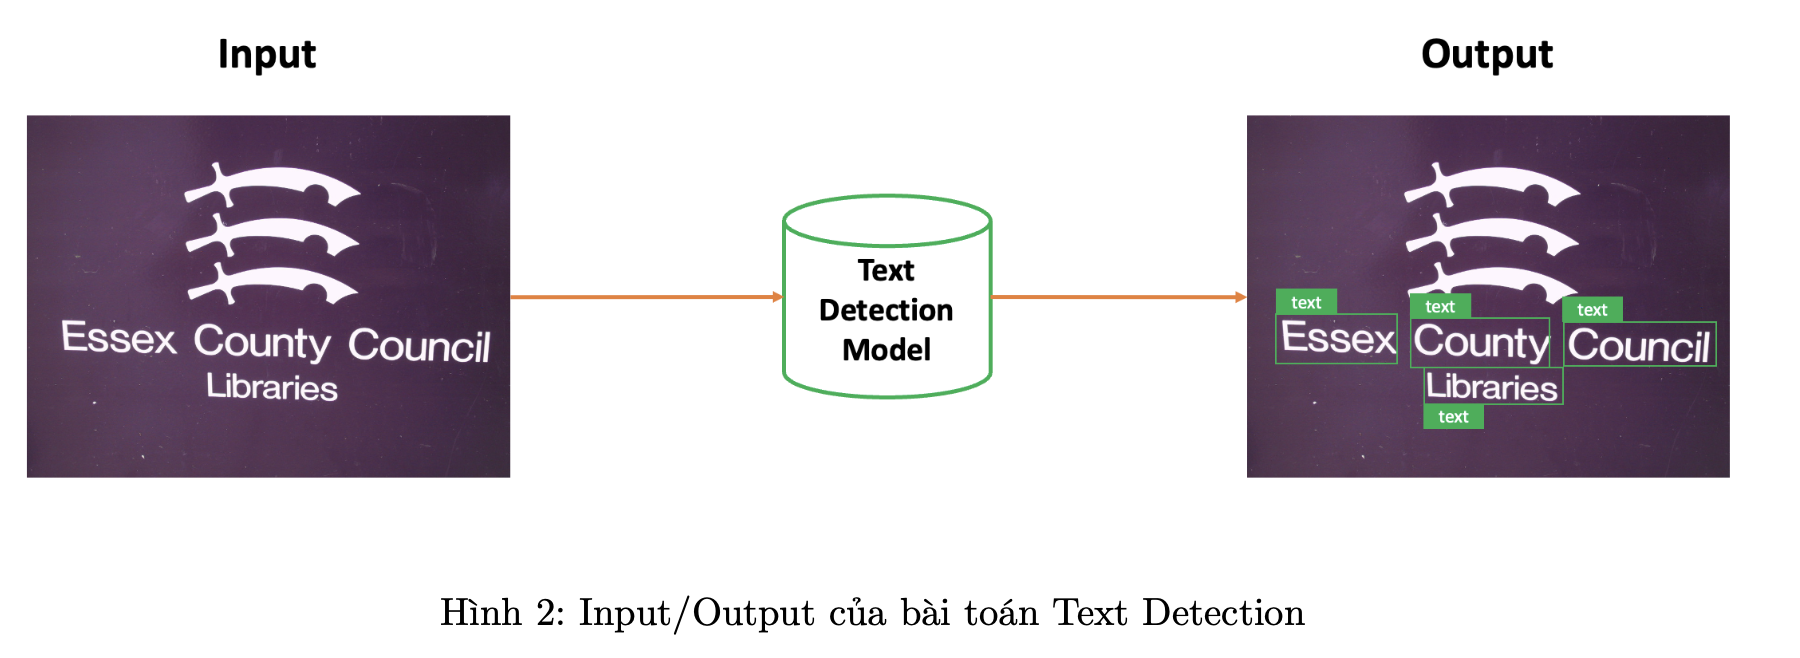 Input
Output
Essex County Council
Libraries
Text
Detection
Model
text
text
text
Essex County Council
Libraries
text
Hình 2: Input/Output của bài toán Text Detection